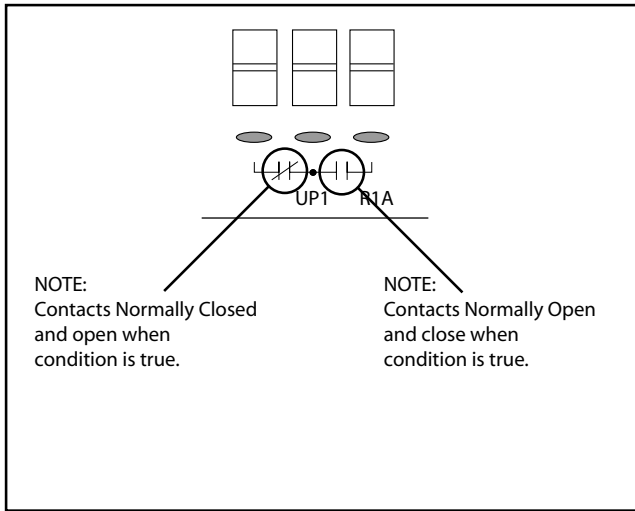 UP1 R1A
NOTE:
Contacts Normally Closed
and open when
condition is true.
NOTE:
Contacts Normally Open
and close when
condition is true.